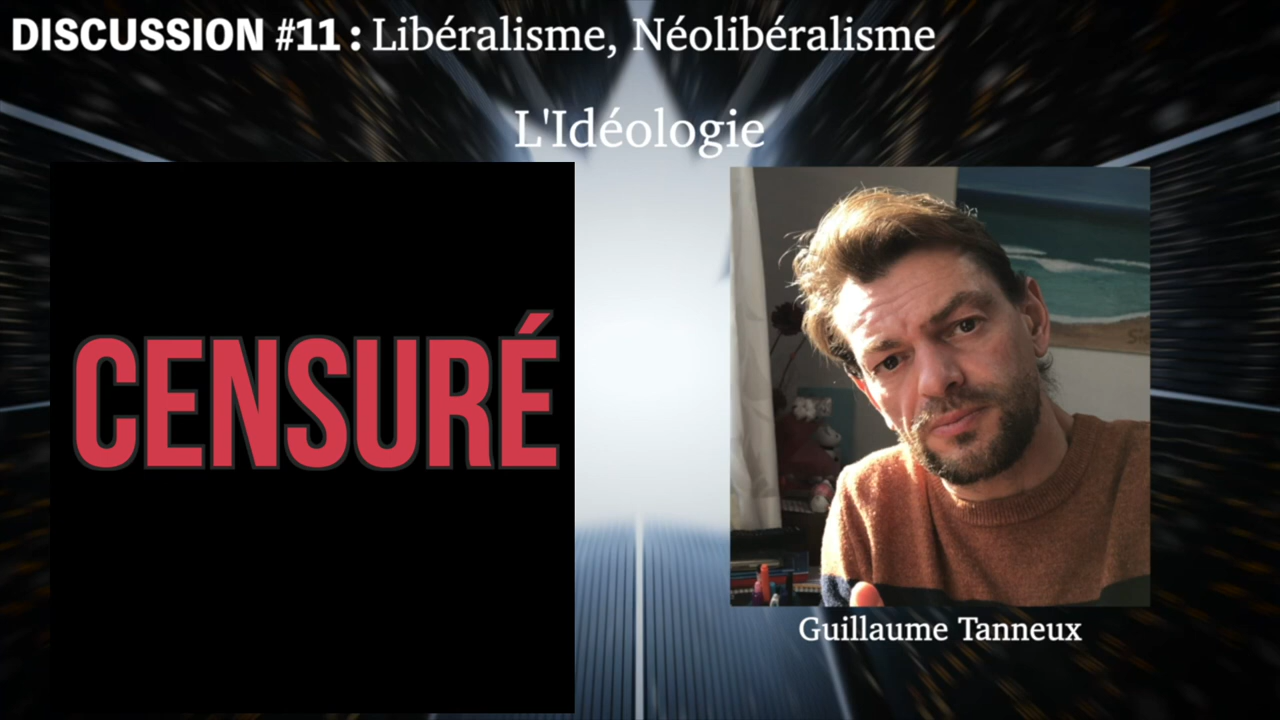 DISCUSSION #11 : Libéralisme, Néolibéralisme
L'Idéologie
CENSURÉ
Guillaume Tanneux